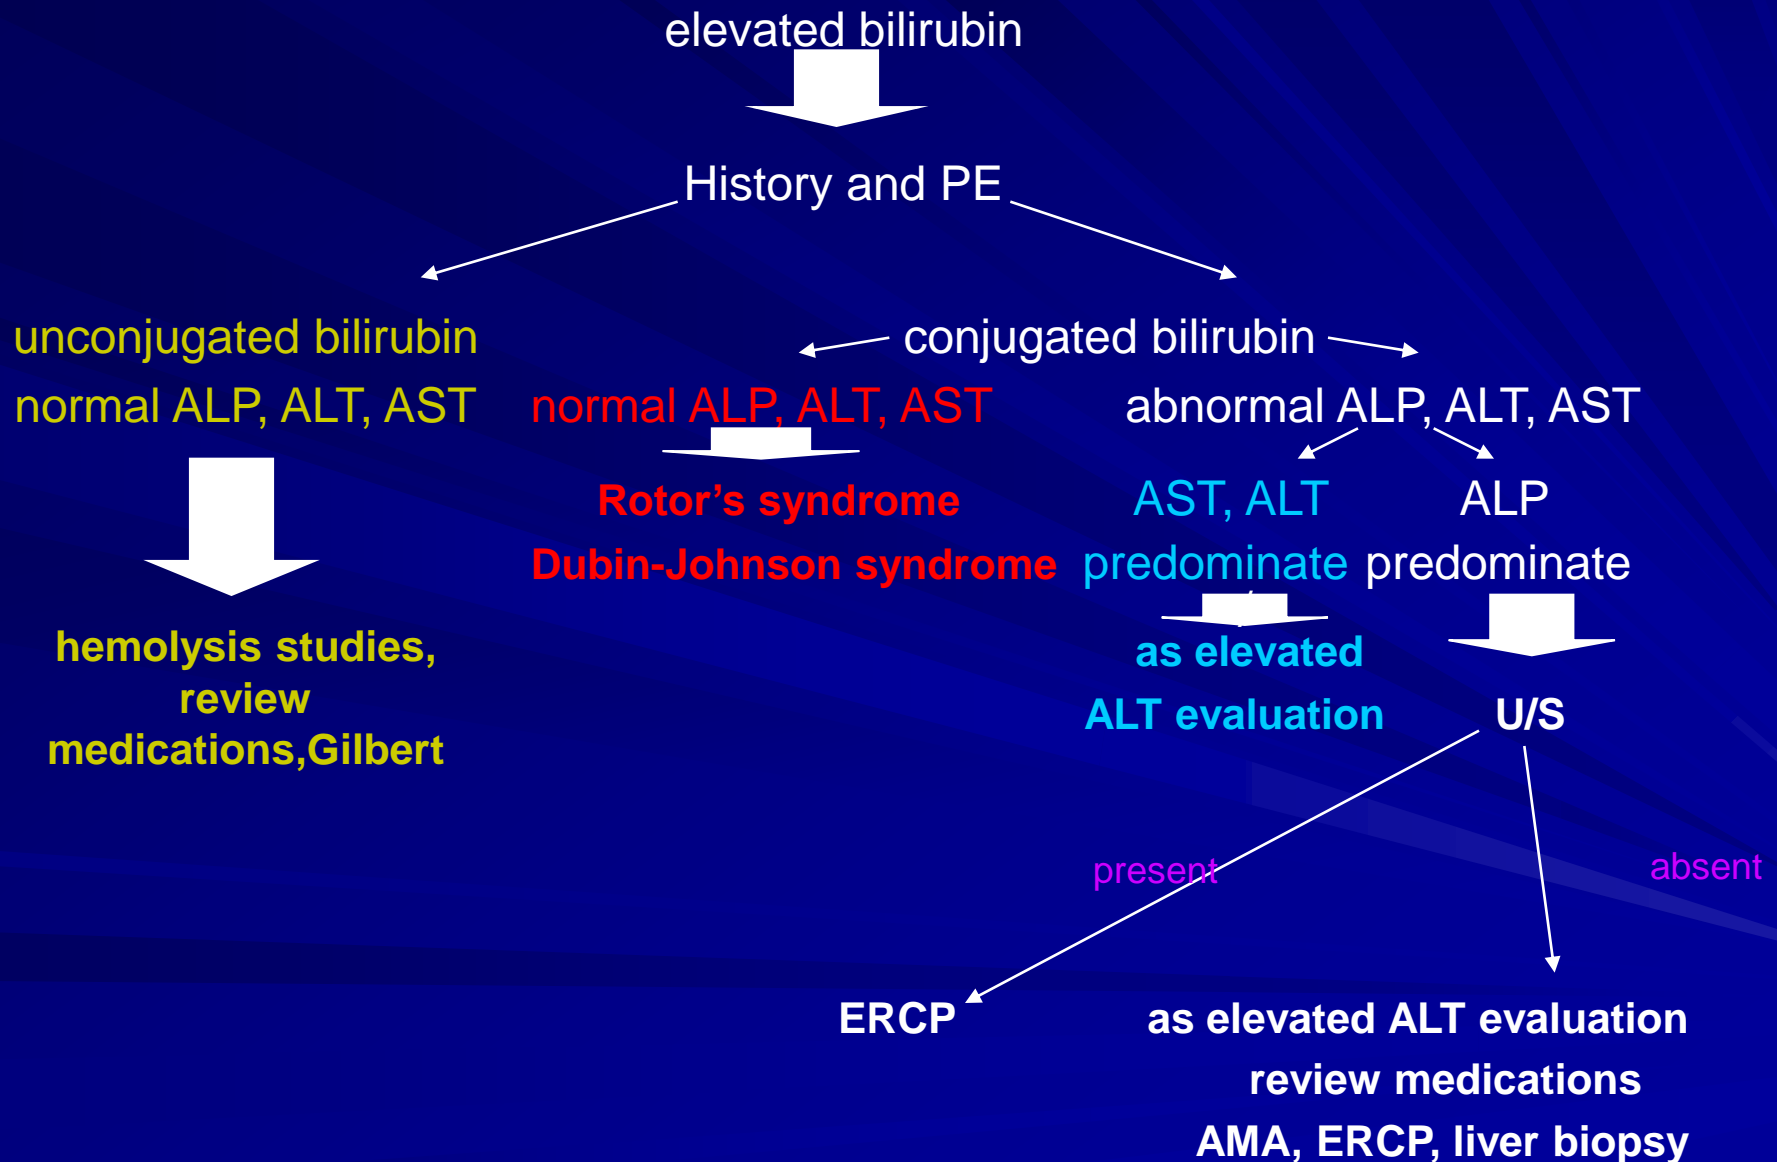 elevated bilirubin
History and PE
unconjugated bilirubin
normal ALP, ALT, AST
hemolysis studies,
review
medications,Gilbert
conjugated bilirubin
normal ALP, ALT, AST
Rotor’s syndrome
Dubin-Johnson syndrome
abnormal ALP, ALT, AST
AST, ALT
predominate
as elevated
ALT evaluation
ALP
predominate
U/S
present
absent
ERCP
as elevated ALT evaluation
review medications
AMA, ERCP, liver biopsy